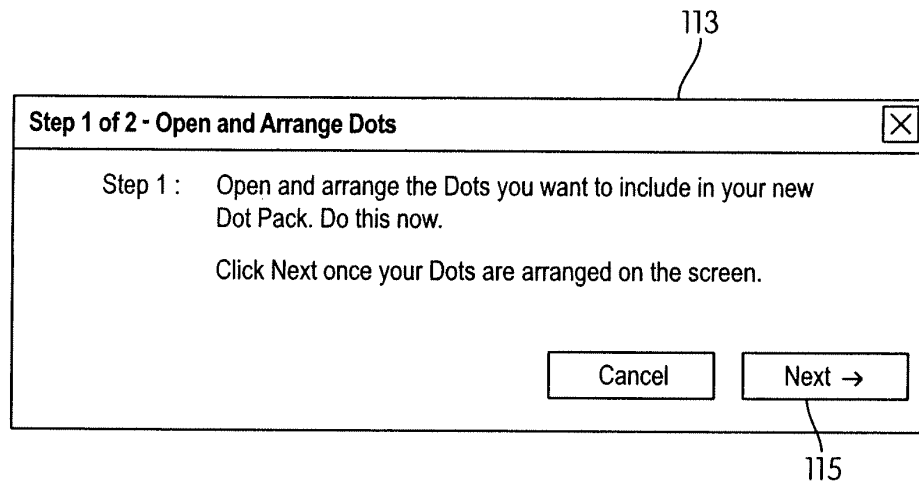 113
Step 1 of 2 - Open and Arrange Dots
Step 1 : Open and arrange the Dots you want to include in your new
Dot Pack. Do this now.
Click Next once your Dots are arranged on the screen.
Cancel
Next →
115